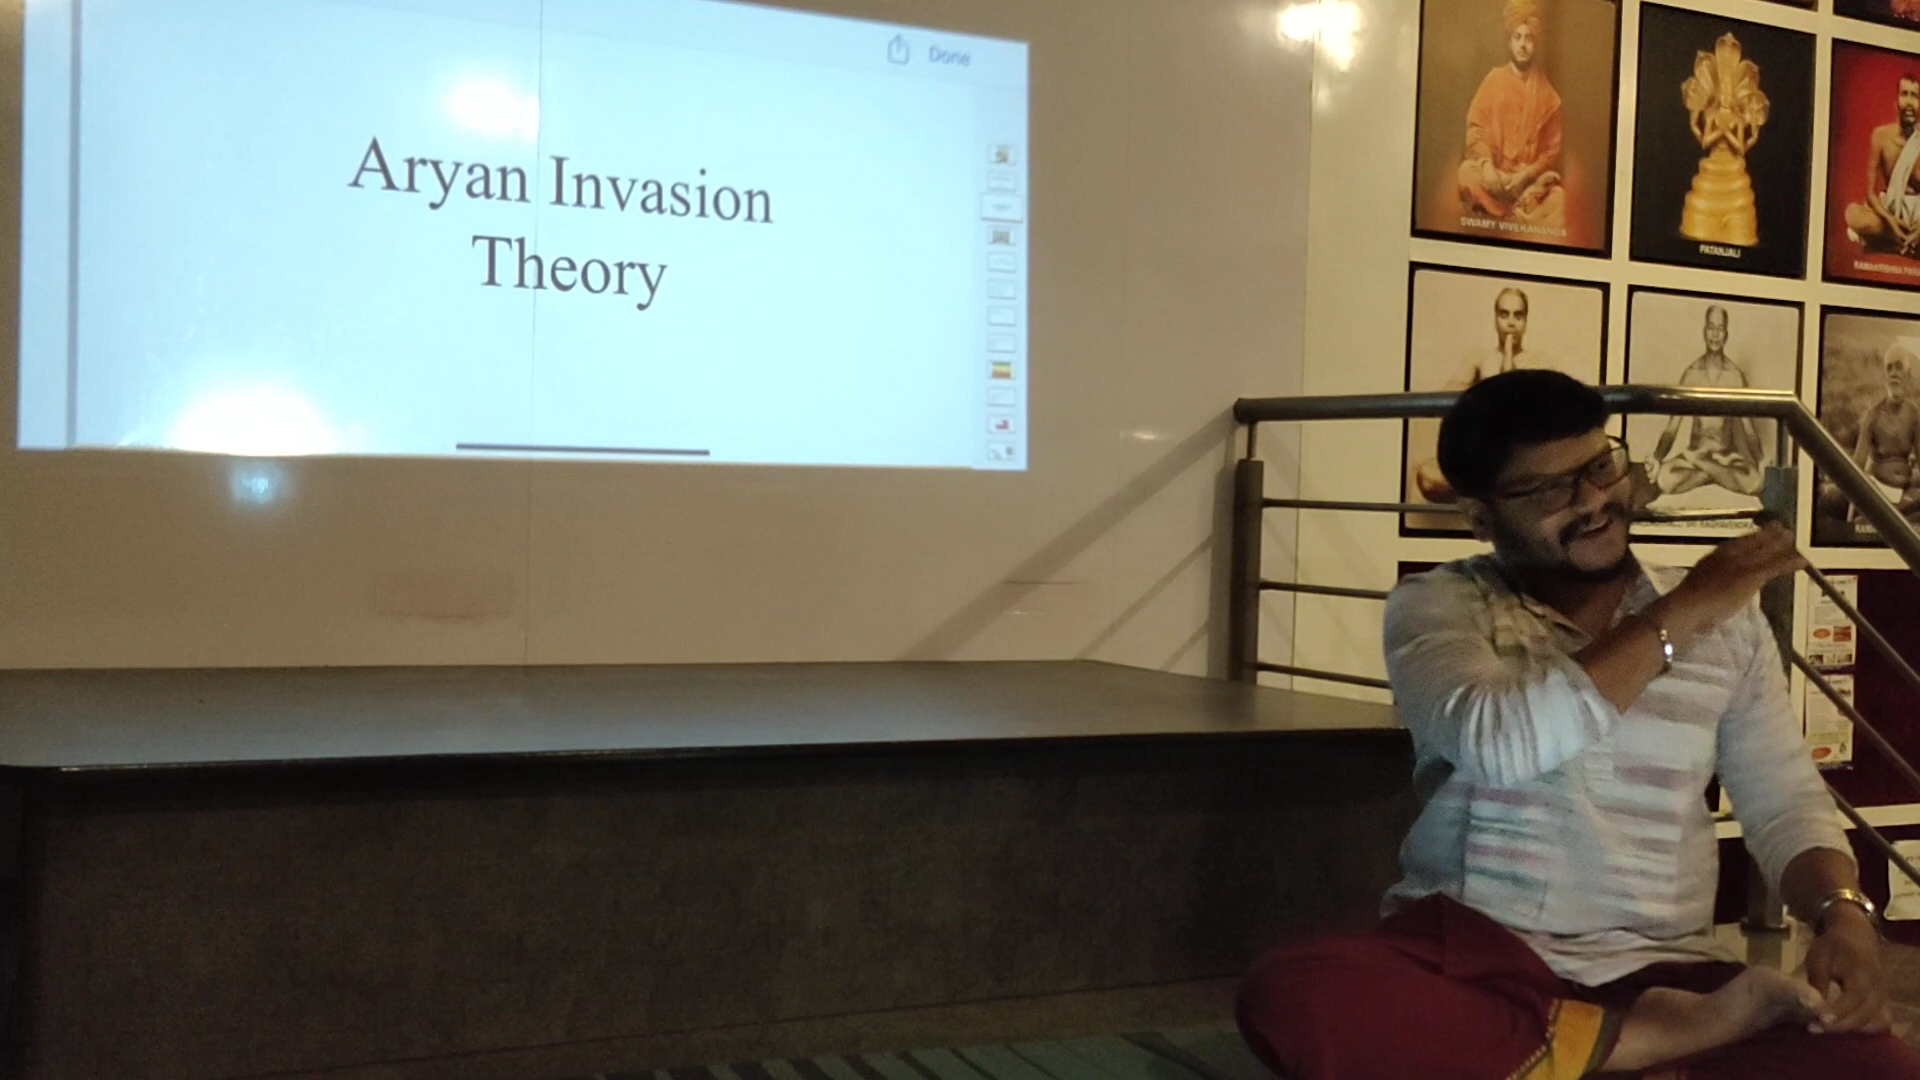 Done
Aryan Invasion
Theory
SWAMY VIVEKANANDA
PATANJALI